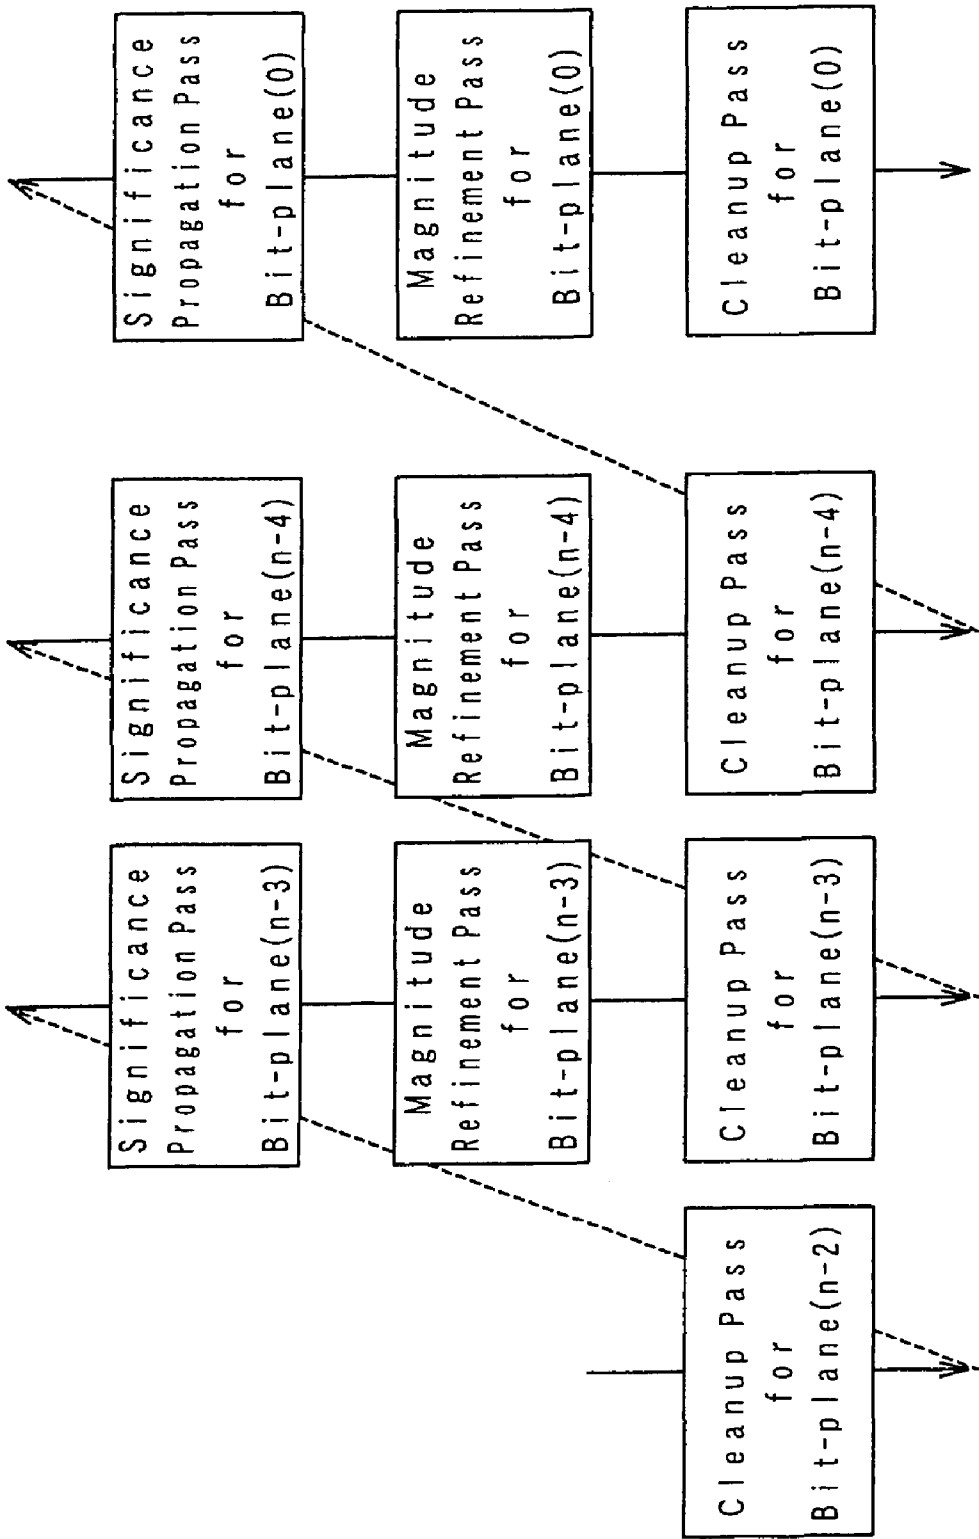 Cleanup Pass
for
Bit-plane(n-2)
Significance
Propagation Pass
for
Bit-plane(n-3)
Magnitude
Refinement Pass
for
Bit-plane(n-3)
Cleanup Pass
for
Bit-plane(n-3)
Significance
Propagation Pass
for
Bit-plane(n-4)
Magnitude
Refinement Pass
for
Bit-plane(n-4)
Cleanup Pass
for
Bit-plane(n-4)
Significance
Propagation Pass
for
Bit-plane(0)
Magnitude
Refinement Pass
for
Bit-plane(0)
Cleanup Pass
for
Bit-plane(0)